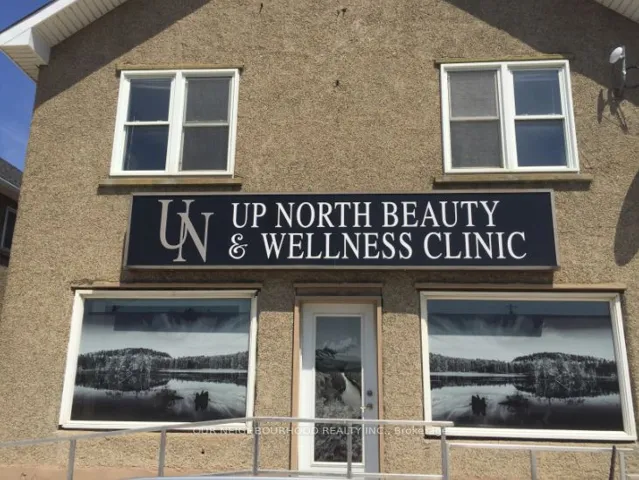 UN UP NORTH BEAUTY
& WELLNESS CLINIC
OUR NEIGHBOURHOOD REALTY INC., Brokerage